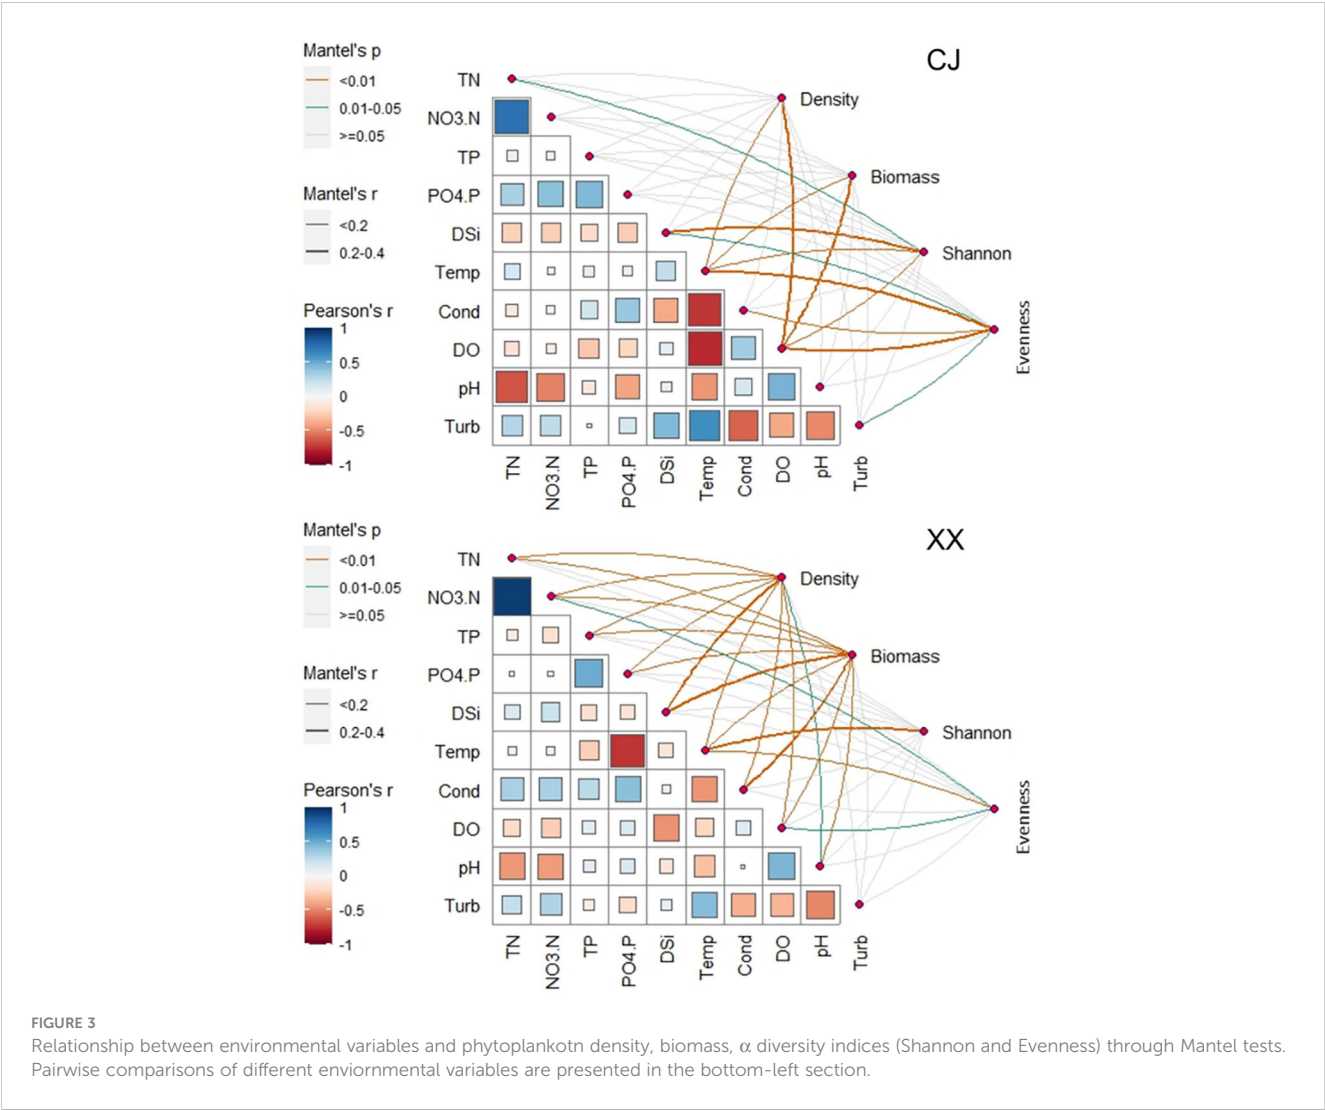 CJ
Mantel's p
<0.01
0.01-0.05
>=0.05
Mantel's r
<0.2
0.2-0.4
Pearson's r
1
0.5
0
-0.5
-1
TN
NO3.N
TP
PO4.P
DSi
Temp
Cond
DO
pH
Turb
Density
Biomass
Shannon
Evenness
TN
NO3.N
TP
PO4.P
DSi
Temp
Cond
DO
pH
Turb
XX
Mantel's p
<0.01
0.01-0.05
>=0.05
Mantel's r
<0.2
0.2-0.4
Pearson's r
1
0.5
0
-0.5
-1
TN
NO3.N
TP
PO4.P
DSi
Temp
Cond
DO
pH
Turb
Density
Biomass
Shannon
Evenness
TN
NO3.N
TP
PO4.P
DSi
Temp
Cond
DO
pH
Turb
FIGURE 3
Relationship between environmental variables and phytoplankotn density, biomass, α diversity indices (Shannon and Evenness) through Mantel tests.
Pairwise comparisons of different enviornmental variables are presented in the bottom-left section.